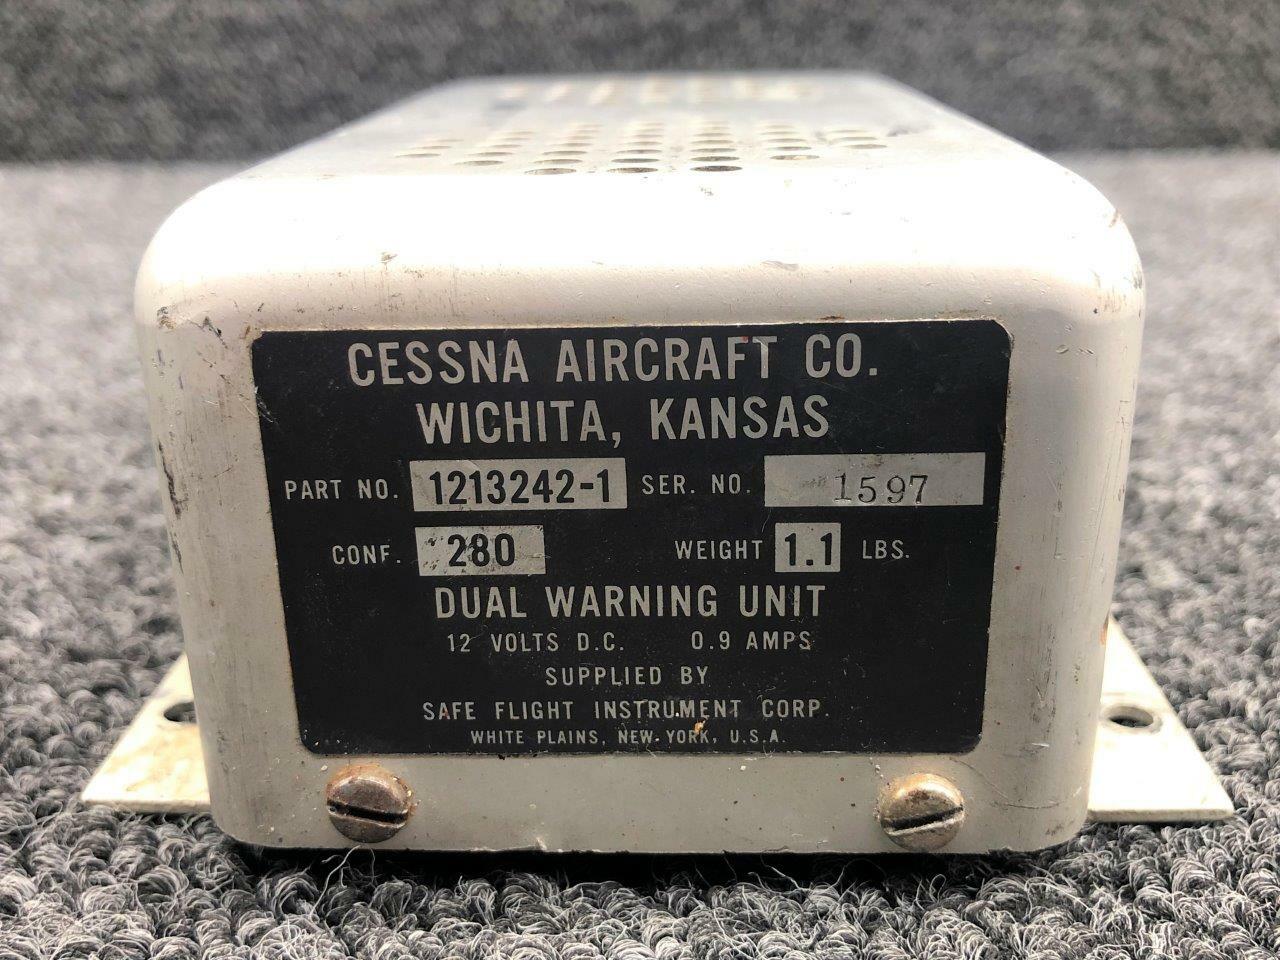 CESSNA AIRCRAFT CO.
WICHITA, KANSAS
PART NO. 1213242-1 SER. NO. 1597
CONF. 280 WEIGHT 1.1 LBS.
DUAL WARNING UNIT
12 VOLTS D.C. 0.9 AMPS
SUPPLIED BY
SAFE FLIGHT INSTRUMENT CORP.
WHITE PLAINS, NEW YORK, U.S.A.